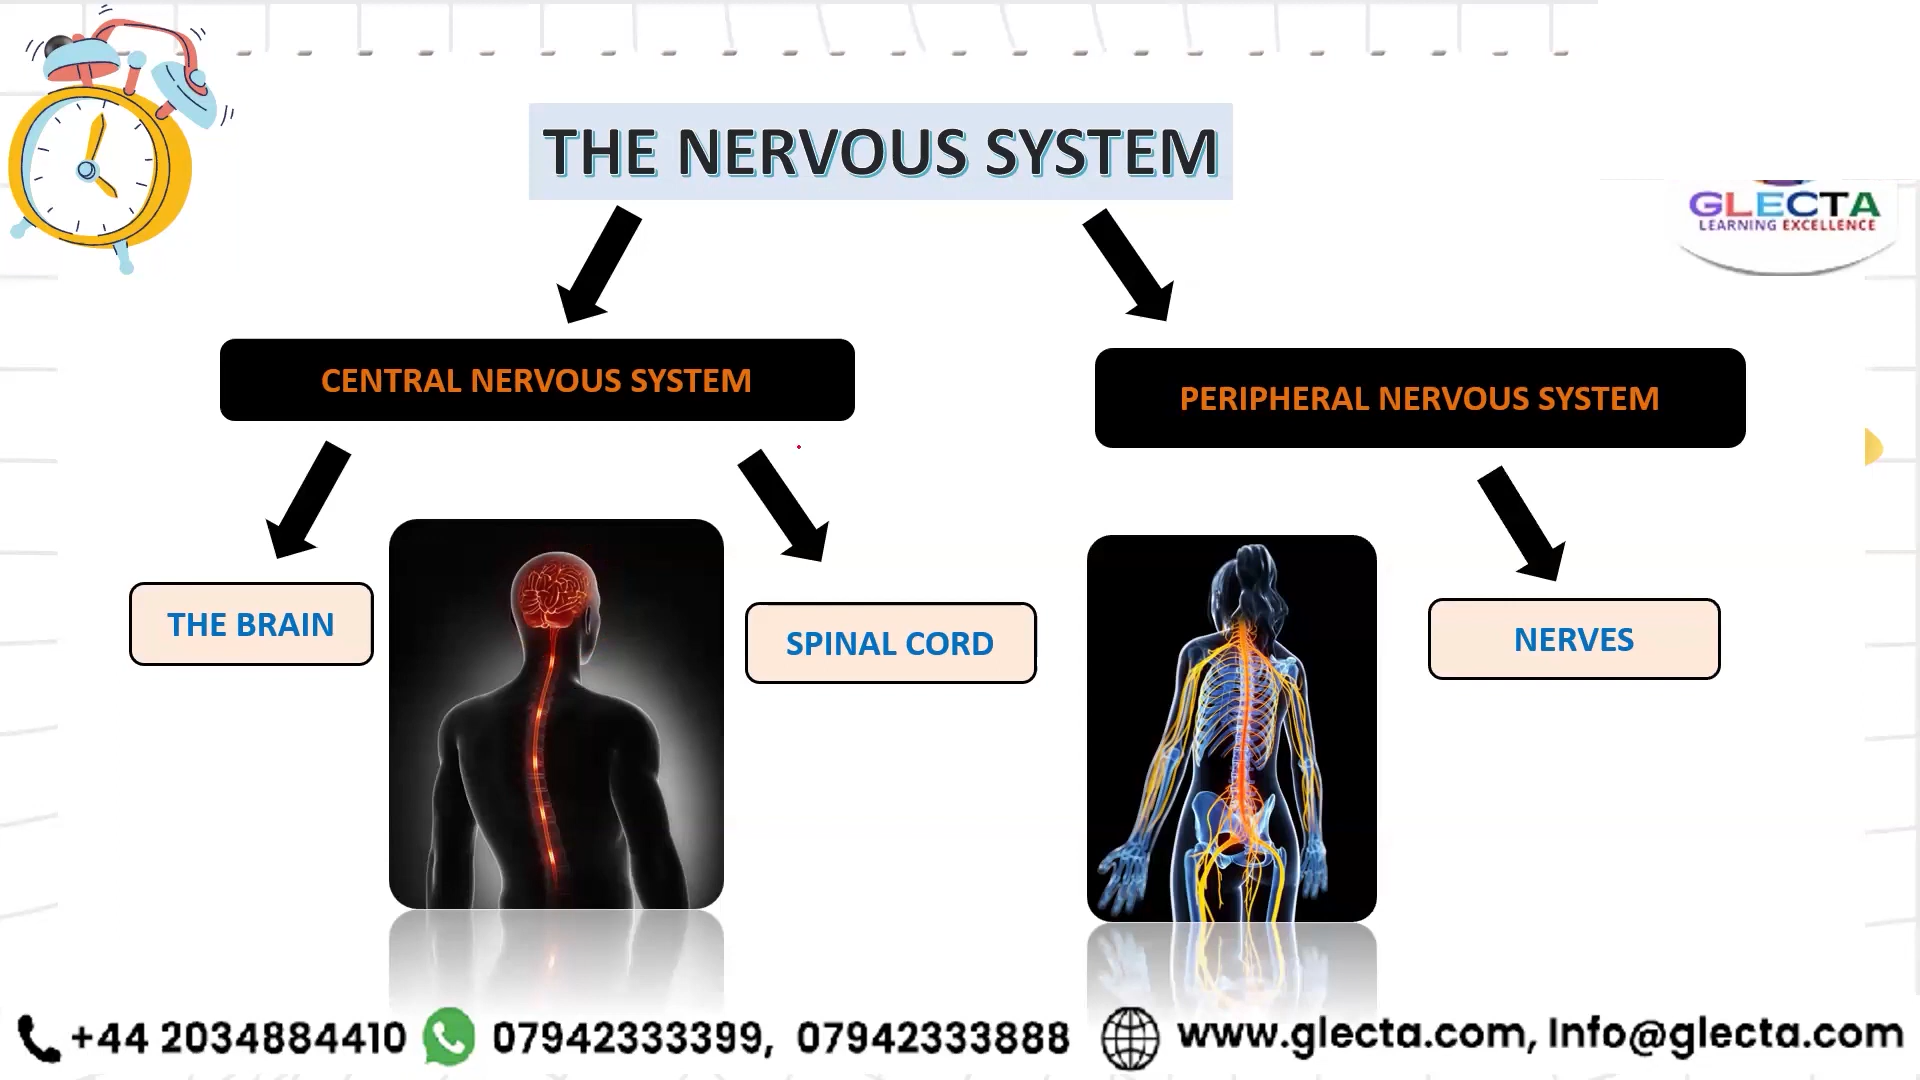 THE NERVOUS SYSTEM
GLECTA
LEARNING EXCELLENCE
CENTRAL NERVOUS SYSTEM
PERIPHERAL NERVOUS SYSTEM
THE BRAIN
SPINAL CORD
NERVES
+44 2034884410 07942333399, 07942333888 www.glecta.com, Info@glecta.com